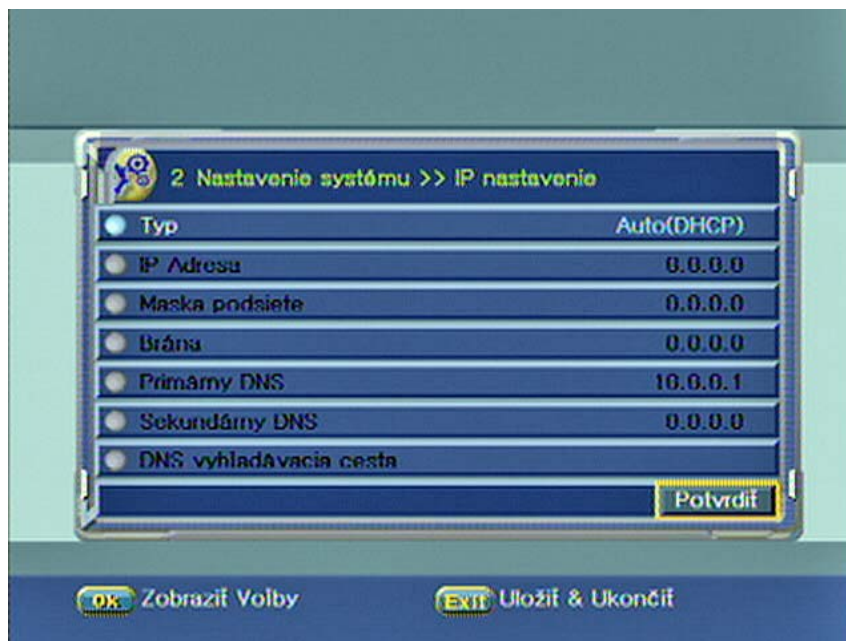 2 Nastavenie systému >> IP nastavenie
Typ Auto(DHCP)
IP Adresa 0.0.0.0
Maska podsiete 0.0.0.0
Brána 0.0.0.0
Primárny DNS 10.0.0.1
Sekundárny DNS 0.0.0.0
DNS vyhladávacia cesta
Potvrdiť
OK Zobraziť Volby
Exit Uložiť & Ukončiť